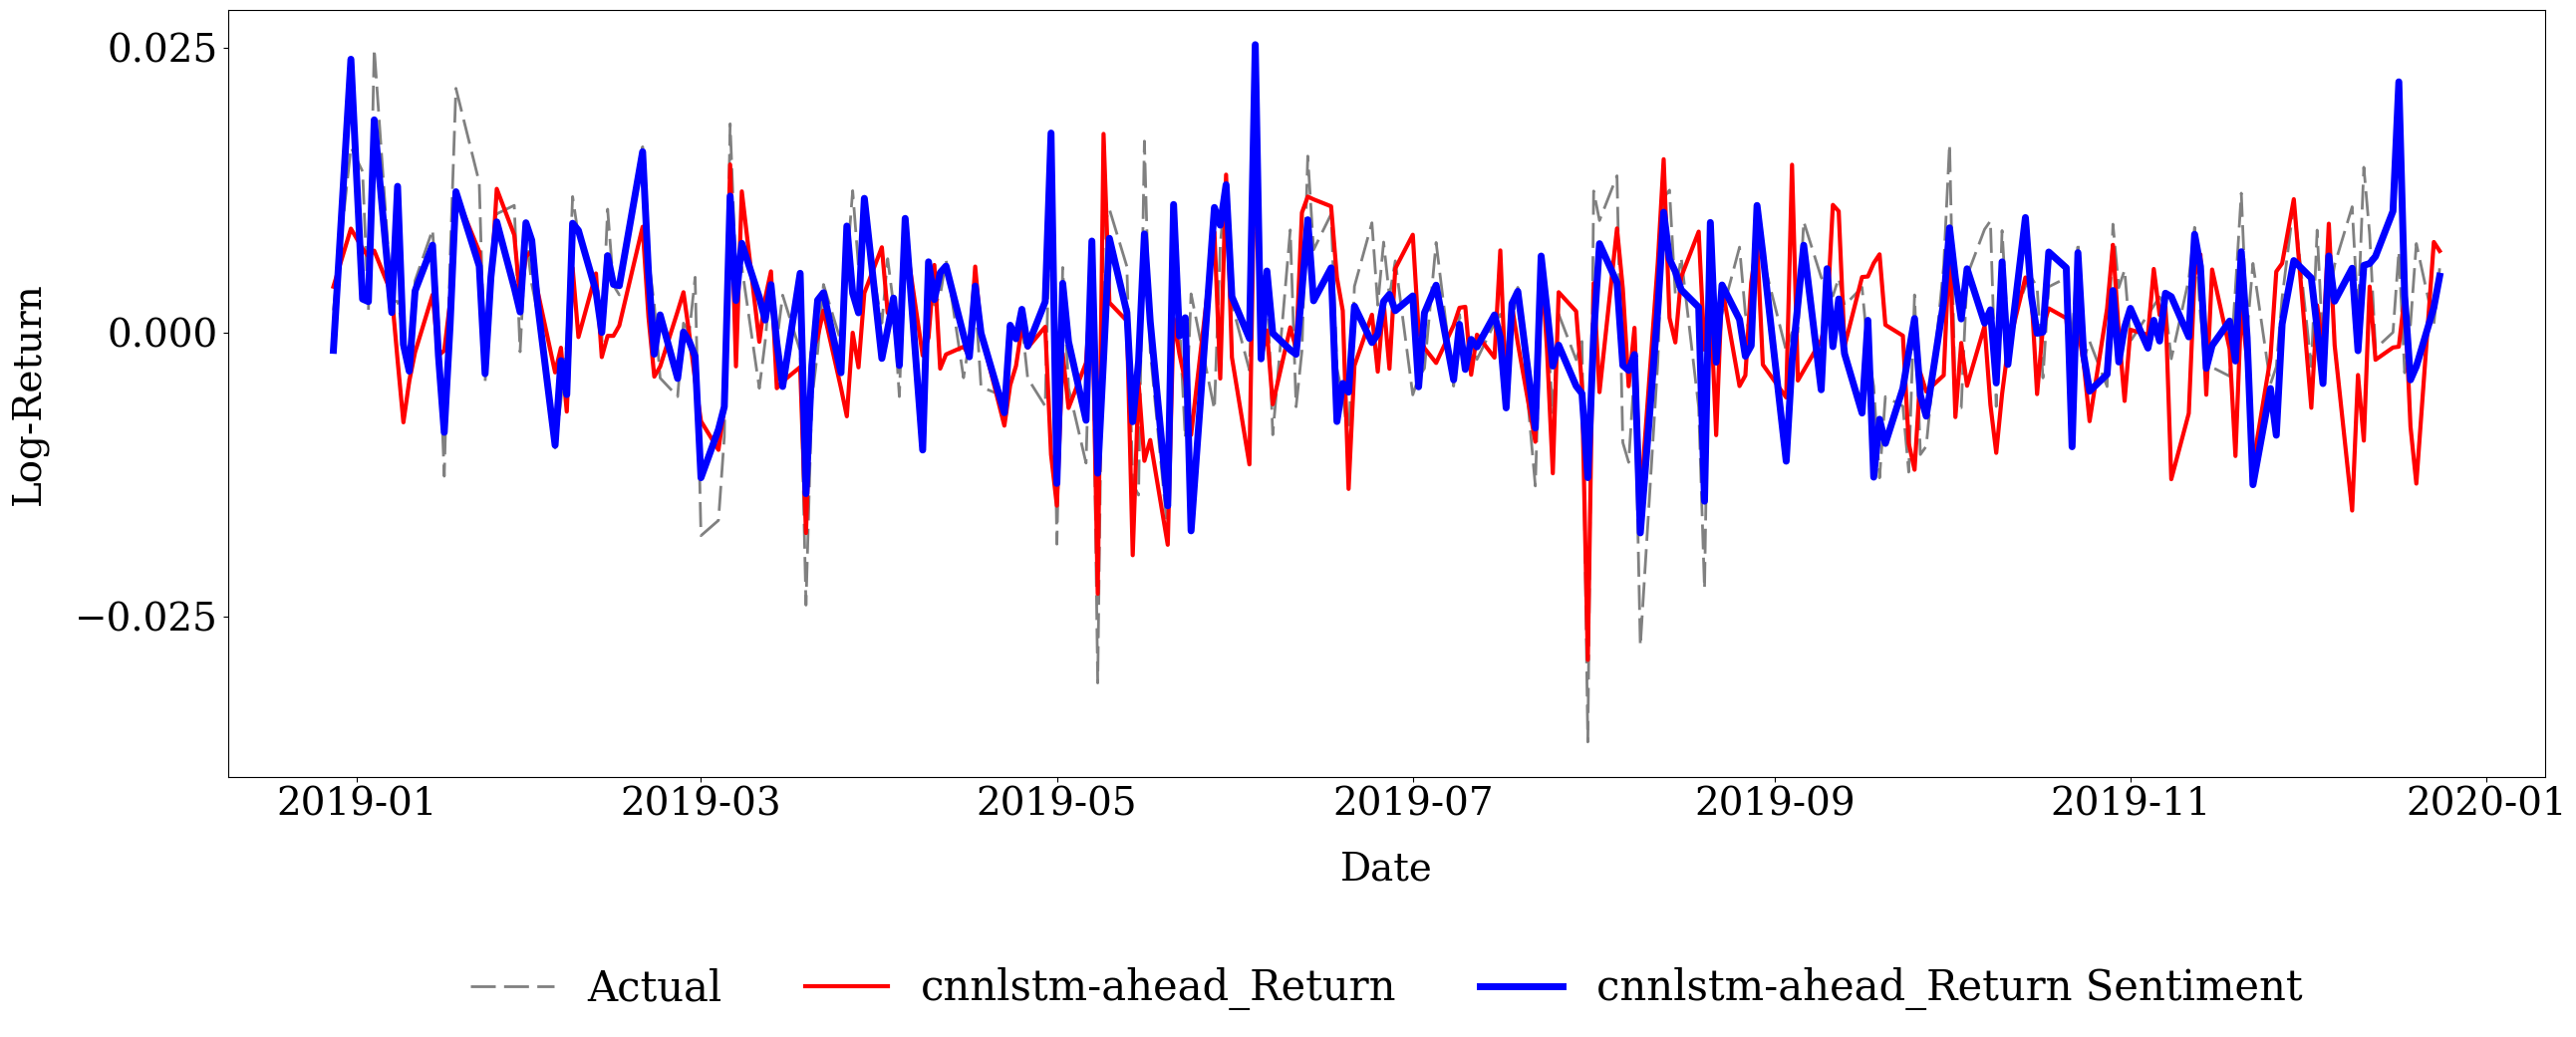 0.025
0.000
−0.025
Log-Return
2019-01 2019-03 2019-05 2019-07 2019-09 2019-11 2020-01
Date
Actual cnnlstm-ahead_Return cnnlstm-ahead_Return Sentiment